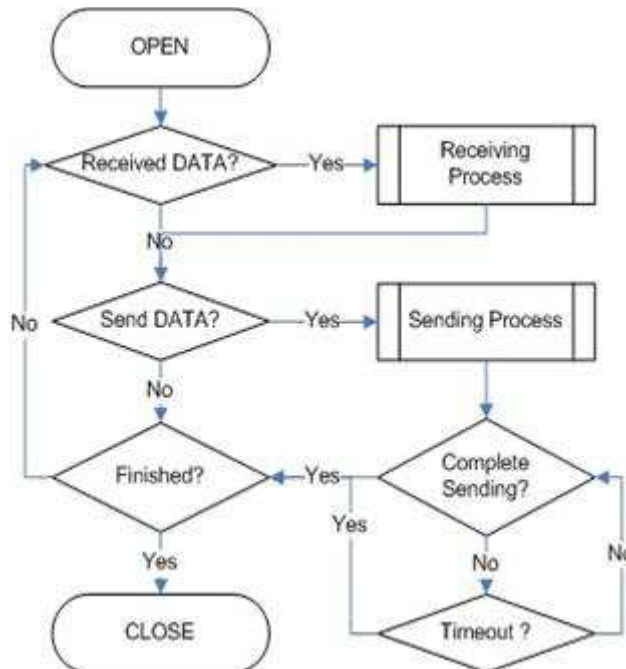 OPEN
Received DATA?
Yes
Receiving
Process
No
Send DATA?
Yes
Sending Process
No
No
Finished?
Yes
Complete
Sending?
Yes
No
No
Yes
CLOSE
Timeout ?